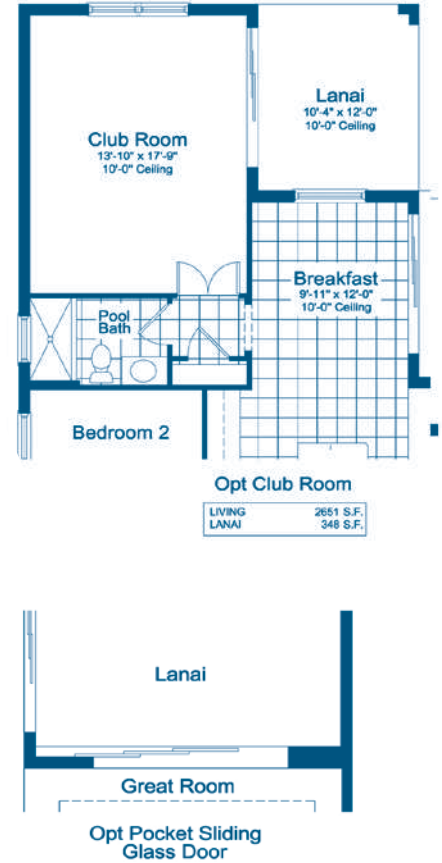 Lanai
10'-4" x 12'-0"
10'-0" Ceiling
Club Room
13'-10" x 17'-9"
10'-0" Ceiling
Breakfast
9'-11" x 12'-0"
10'-0" Ceiling
Pool
Bath
Bedroom 2
Opt Club Room
LIVING 2651 S.F.
LANAI 348 S.F.
Lanai
Great Room
Opt Pocket Sliding
Glass Door